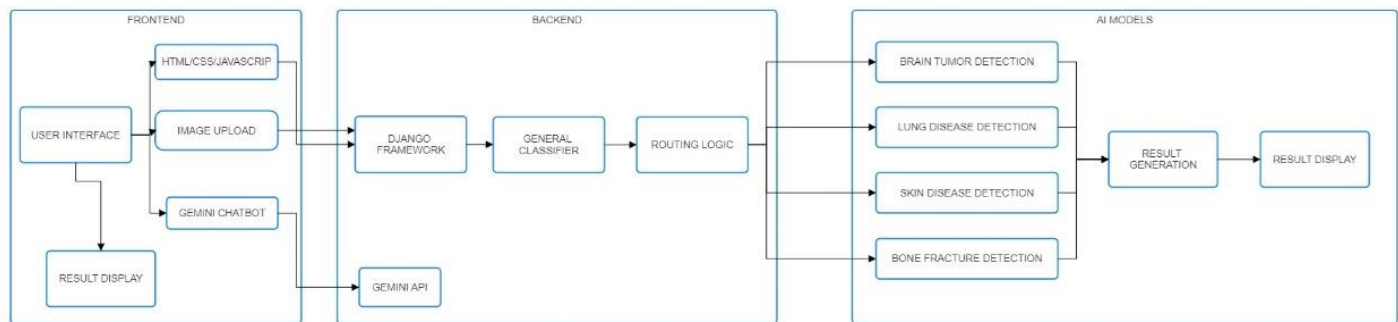 FRONTEND
HTML/CSS/JAVASCRIP
USER INTERFACE
IMAGE UPLOAD
GEMINI CHATBOT
RESULT DISPLAY
BACKEND
DJANGO
FRAMEWORK
GENERAL
CLASSIFIER
ROUTING LOGIC
GEMINI API
AI MODELS
BRAIN TUMOR DETECTION
LUNG DISEASE DETECTION
SKIN DISEASE DETECTION
BONE FRACTURE DETECTION
RESULT
GENERATION
RESULT DISPLAY